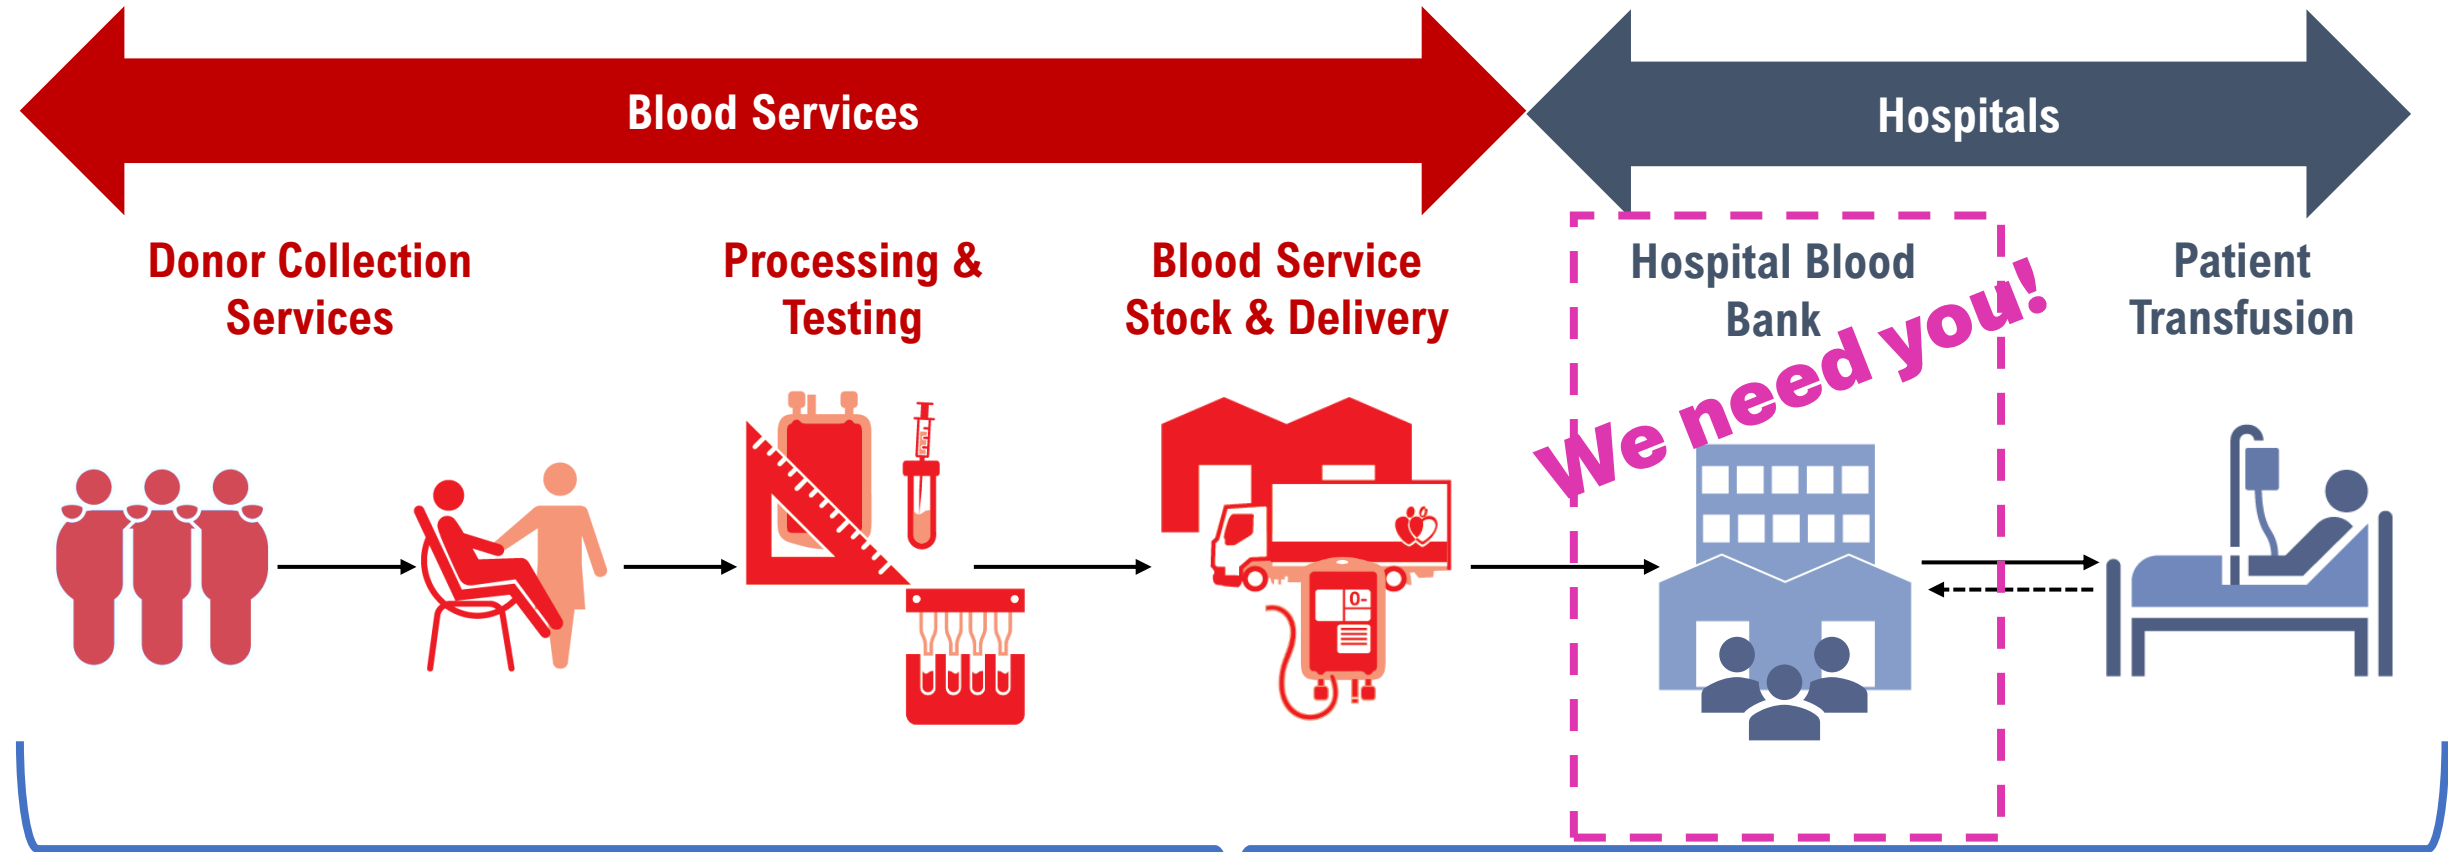 Blood Services
Hospitals
Donor Collection
Services
Processing &
Testing
Blood Service
Stock & Delivery
Hospital Blood
Bank
Patient
Transfusion
We need you!
0-